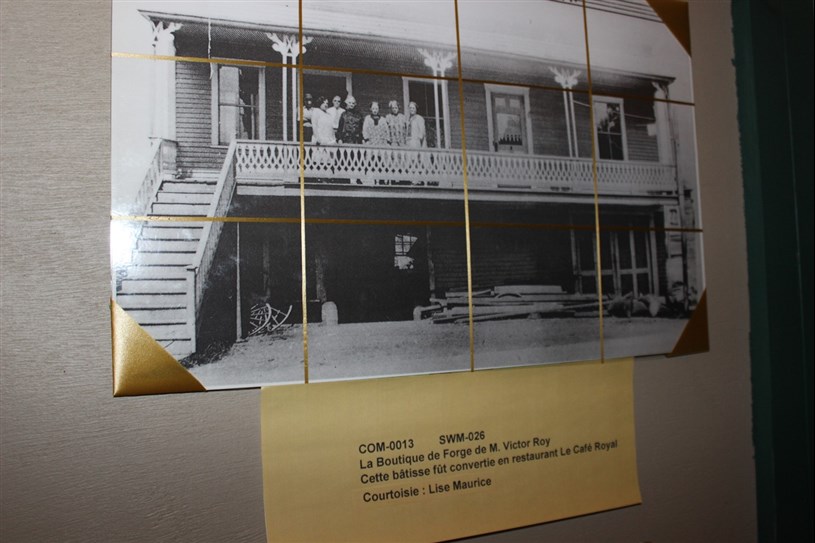 COM-0013 SWM-026
La Boutique de Forge de M. Victor Roy
Cette bâtisse fût convertie en restaurant Le Café Royal
Courtoisie : Lise Maurice